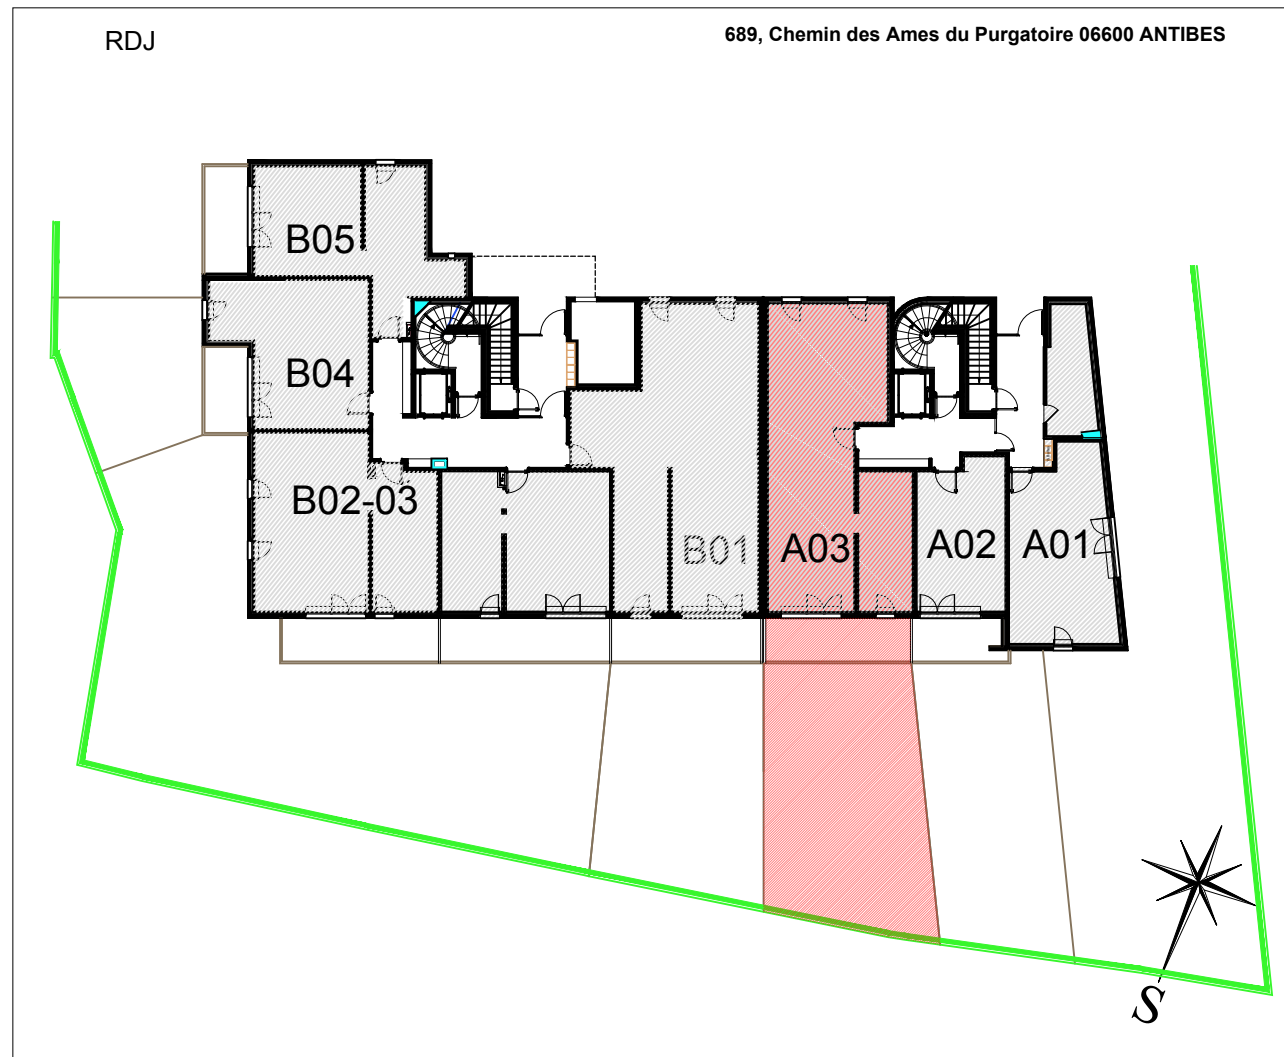 RDJ
689, Chemin des Ames du Purgatoire 06600 ANTIBES
B05
B04
B02-03
B01
A03
A02
A01
S